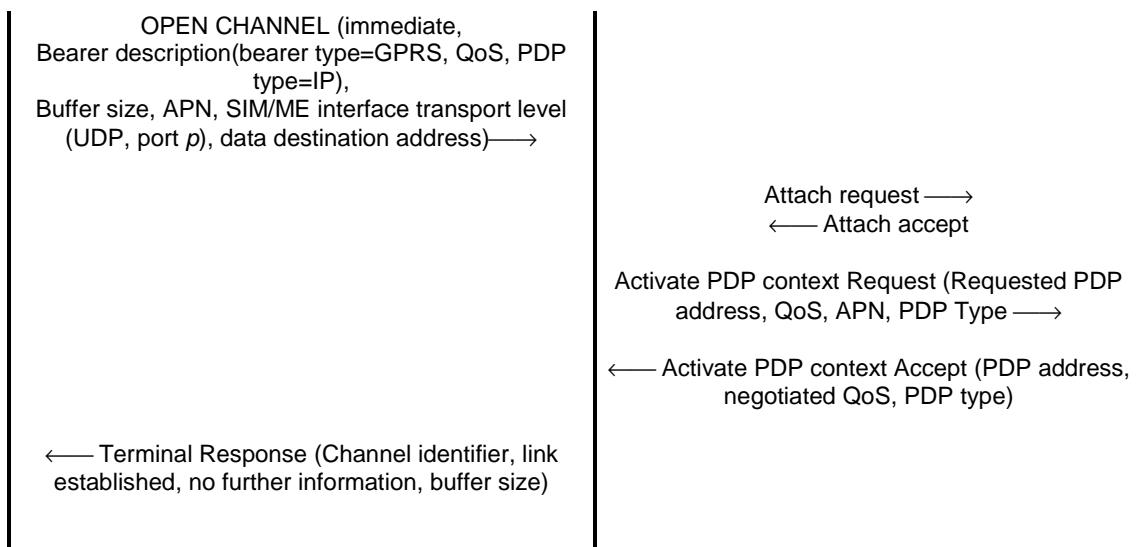 OPEN CHANNEL (immediate,
Bearer description(bearer type=GPRS, QoS, PDP
type=IP),
Buffer size, APN, SIM/ME interface transport level
(UDP, port p), data destination address)⎯⎯→
Attach request ⎯⎯→
←⎯⎯ Attach accept
Activate PDP context Request (Requested PDP
address, QoS, APN, PDP Type ⎯⎯→
←⎯⎯ Activate PDP context Accept (PDP address,
negotiated QoS, PDP type)
←⎯⎯ Terminal Response (Channel identifier, link
established, no further information, buffer size)